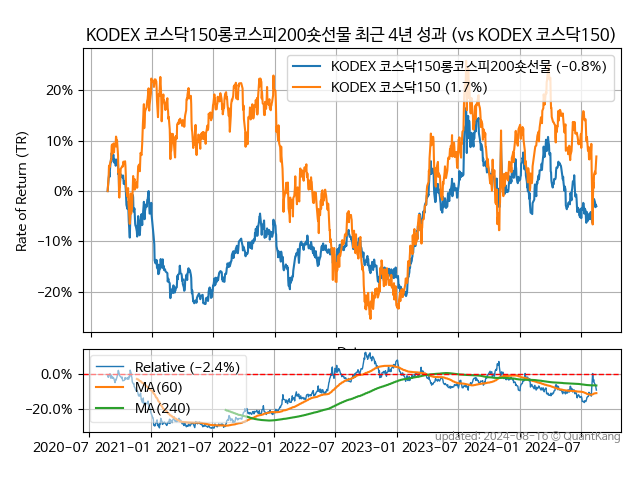 KODEX 코스닥150롱코스피200숏선물 최근 4년 성과 (vs KODEX 코스닥150)
KODEX 코스닥150롱코스피200숏선물 (−0.8%)
KODEX 코스닥150 (1.7%)
Rate of Return (TR)
20%
10%
0%
−10%
−20%
Relative (−2.4%)
MA(60)
MA(240)
0.0%
−20.0%
updated: 2024-08-16 © QuantKang
2020-07
2021-01
2021-07
2022-01
2022-07
2023-01
2023-07
2024-01
2024-07